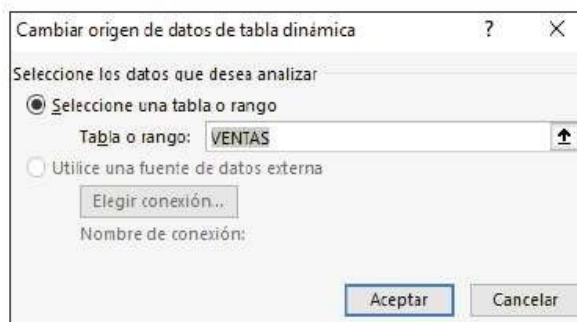 Cambiar origen de datos de tabla dinámica ? X
Seleccione los datos que desea analizar
Seleccione una tabla o rango
Tabla o rango: VENTAS
Utilice una fuente de datos externa
Elegir conexión...
Nombre de conexión:
Aceptar Cancelar